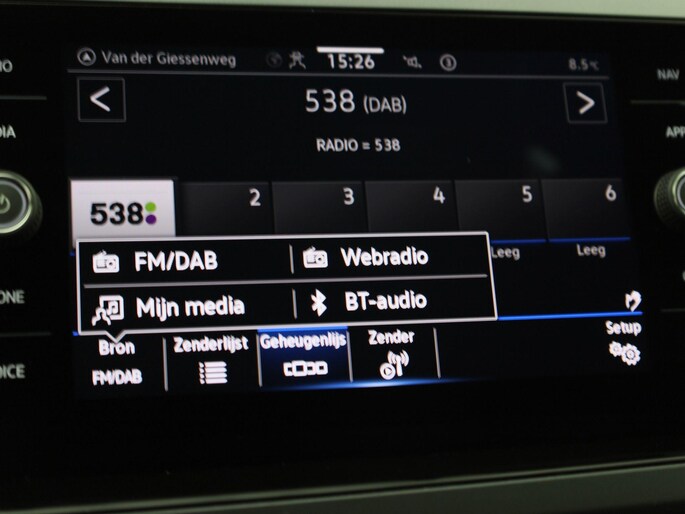 Van der Giessenweg 15:26 8.5°C
NAV
538 (DAB)
RADIO = 538
538 2 3 4 5 6
Leeg Leeg
FM/DAB Webradio
Mijn media BT-audio
Bron Zenderlijst Geheugenlijs Zender Setup
FM/DAB